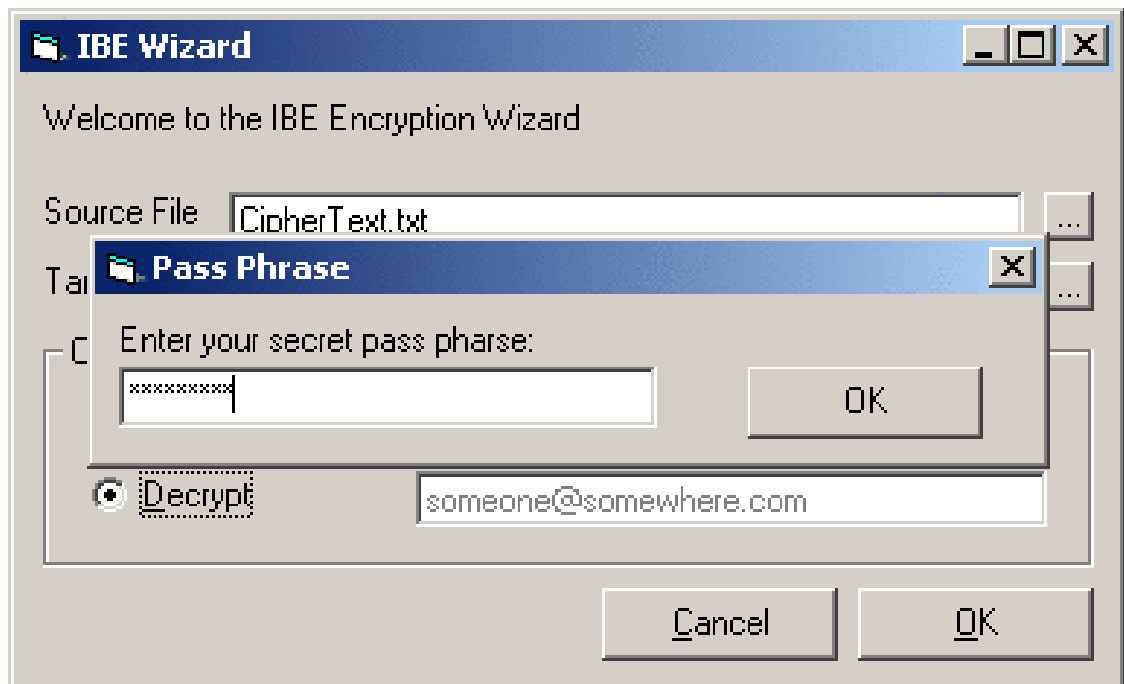 IBE Wizard
Welcome to the IBE Encryption Wizard
Source File CipherText.txt ...
...
Pass Phrase
Enter your secret pass pharse:
********* OK
Decrypt someone@somewhere.com
Cancel OK